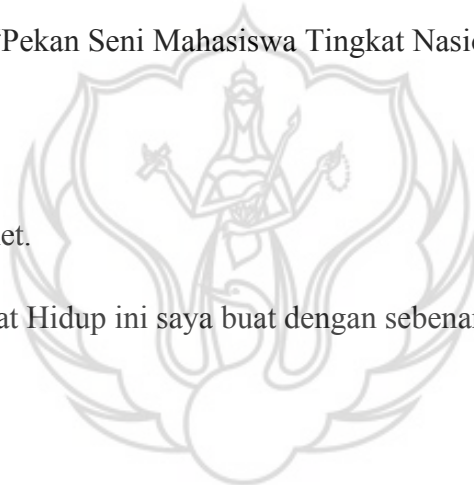 Pekan Seni Mahasiswa Tingkat Nasi
et.
at Hidup ini saya buat dengan sebenar